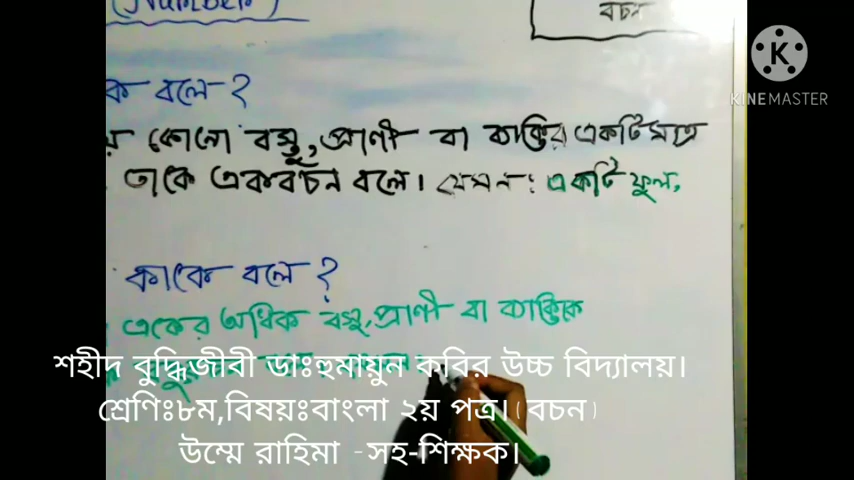 (Number)
বচন
ক বলে ?
কোনো বস্তু, প্রাণী বা ব্যক্তির একটিমাত্র
তাকে একবচন বলে। যেমন: একটি ফুল,
কাকে বলে ?
একের অধিক বস্তু, প্রাণী বা ব্যক্তিকে
শহীদ বুদ্ধিজীবী ডাঃহুমায়ুন কবির উচ্চ বিদ্যালয়।
শ্রেণিঃ৮ম,বিষয়ঃবাংলা ২য় পত্র। (বচন)
উম্মে রাহিমা -সহ-শিক্ষক।
KINEMASTER